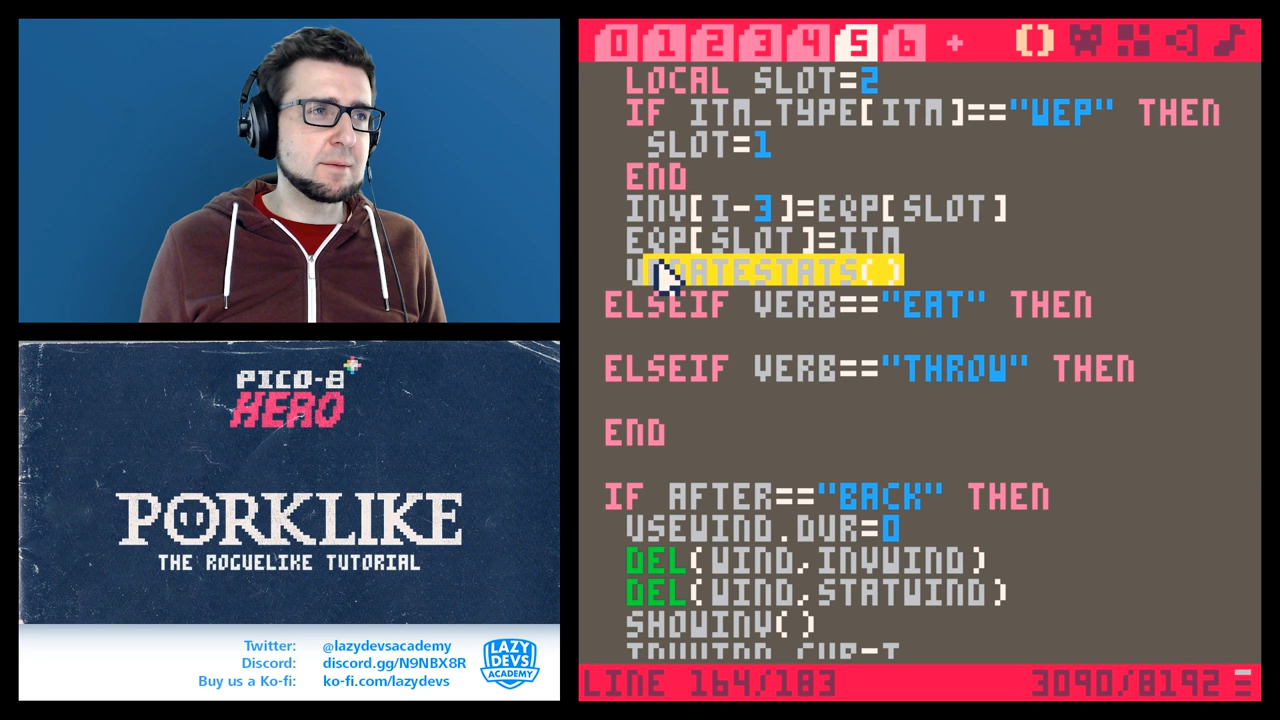 0 1 2 3 4 5 6 +
LOCAL SLOT=2
IF ITM_TYPE[ITM]=="WEP" THEN
SLOT=1
END
INV[I-3]=EQP[SLOT]
EQP[SLOT]=ITM
UPDATESTATS()
ELSEIF VERB=="EAT" THEN
ELSEIF VERB=="THROW" THEN
END
IF AFTER=="BACK" THEN
USEWIND.DUR=0
DEL(WIND,INVWIND)
DEL(WIND,STATWIND)
SHOWINV()
LINE 164/183
3090/8192
PICO-8
HERO
PORKLIKE
THE ROGUELIKE TUTORIAL
Twitter: @lazydevsacademy
Discord: discord.gg/N9NBX8R
Buy us a Ko-fi: ko-fi.com/lazydevs
LAZY
DEVS
ACADEMY